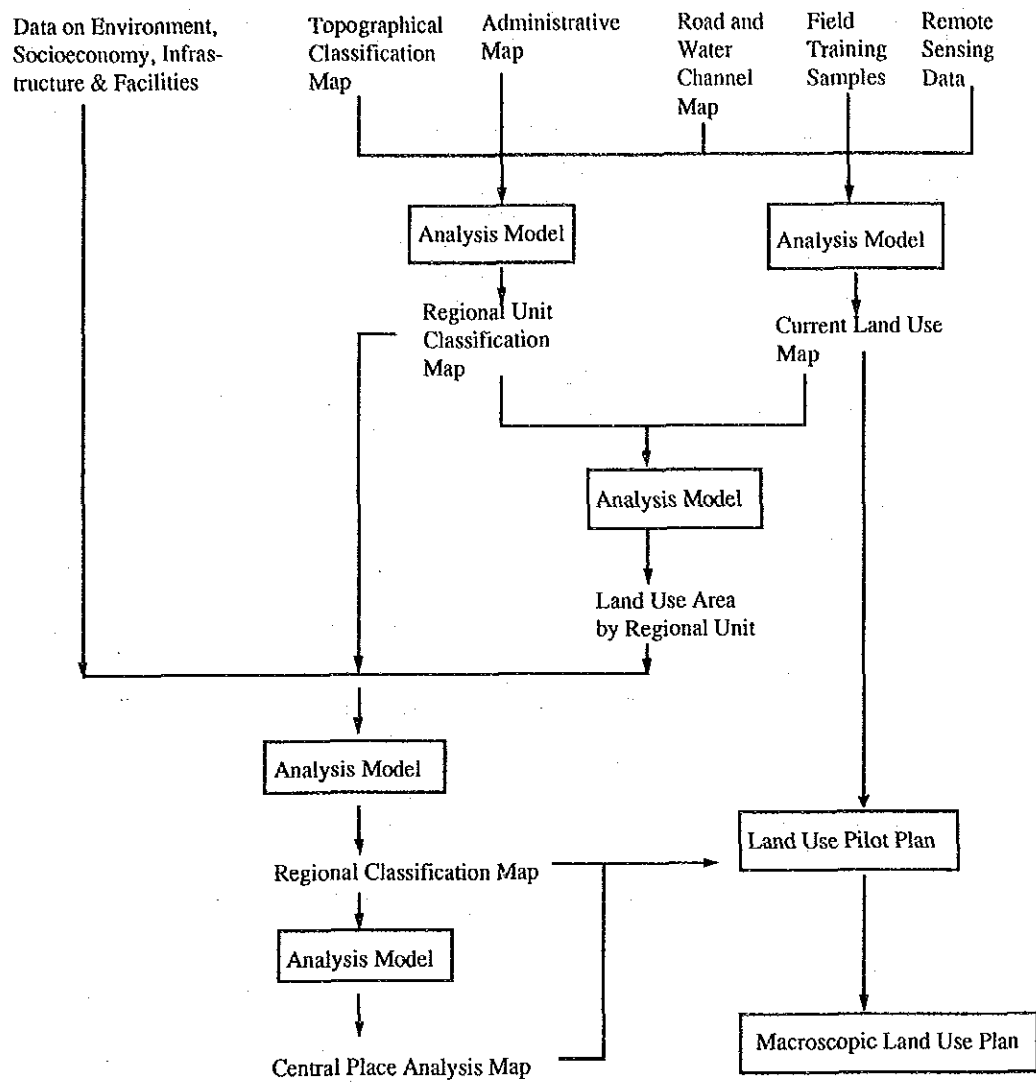 Data on Environment,
Socioeconomy, Infra-
structure & Facilities
Topographical
Classification
Map
Administrative
Map
Road and
Water
Channel
Map
Field
Training
Samples
Remote
Sensing
Data
Analysis Model
Analysis Model
Regional Unit
Classification
Map
Current Land Use
Map
Analysis Model
Land Use Area
by Regional Unit
Analysis Model
Land Use Pilot Plan
Regional Classification Map
Analysis Model
Macroscopic Land Use Plan
Central Place Analysis Map